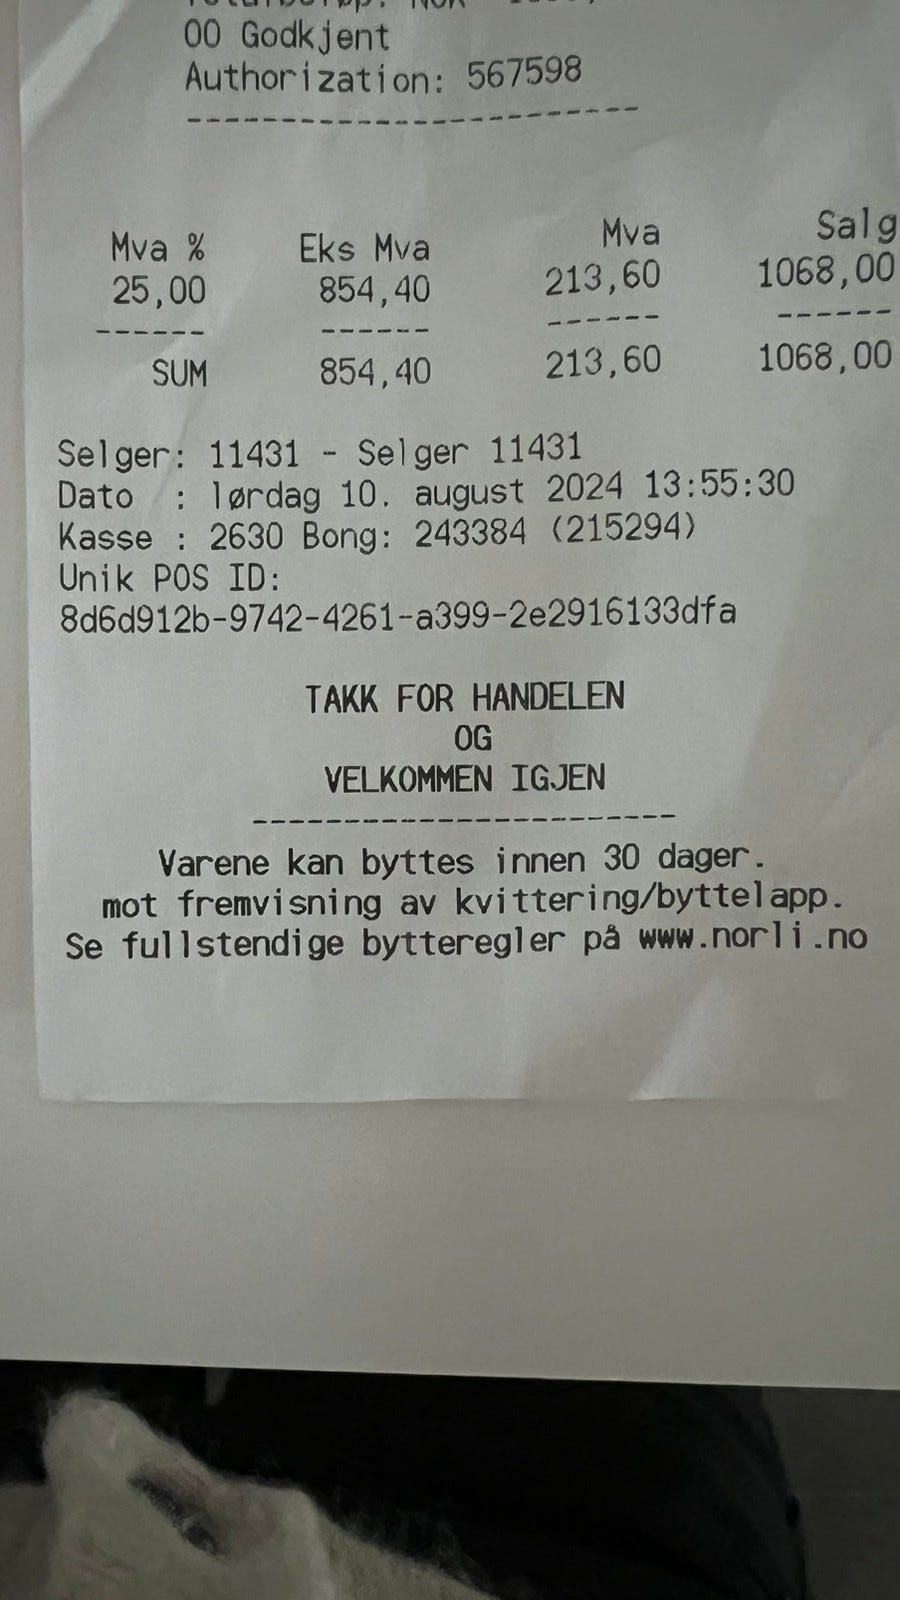 00 Godkjent
Authorization: 567598
------------------------
Mva % Eks Mva Mva Salg
25,00 854,40 213,60 1068,00
------ ------ ------ ------
SUM 854,40 213,60 1068,00
Selger: 11431 - Selger 11431
Dato : lørdag 10. august 2024 13:55:30
Kasse : 2630 Bong: 243384 (215294)
Unik POS ID:
8d6d912b-9742-4261-a399-2e2916133dfa
TAKK FOR HANDELEN
OG
VELKOMMEN IGJEN
-----------------------
Varene kan byttes innen 30 dager.
mot fremvisning av kvittering/byttelapp.
Se fullstendige bytteregler på www.norli.no